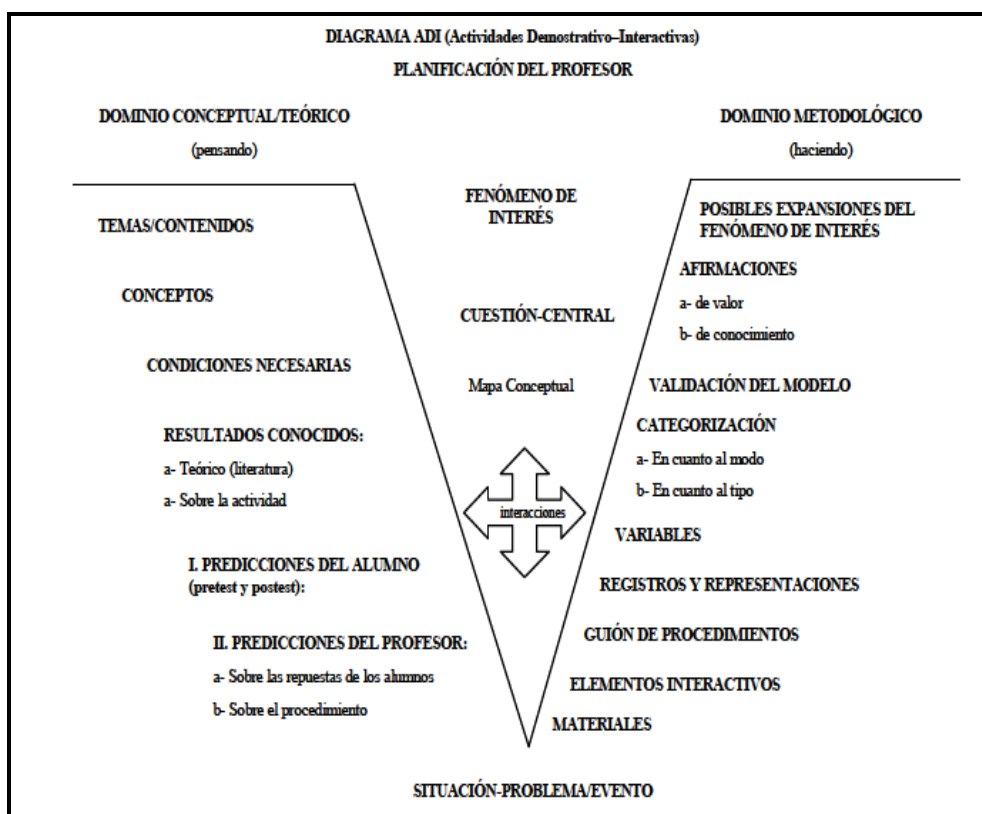 DIAGRAMA ADI (Actividades Demostrativo–Interactivas)
PLANIFICACIÓN DEL PROFESOR
DOMINIO CONCEPTUAL/TEÓRICO
(pensando)
TEMAS/CONTENIDOS
CONCEPTOS
CONDICIONES NECESARIAS
RESULTADOS CONOCIDOS:
a- Teórico (literatura)
a- Sobre la actividad
I. PREDICCIONES DEL ALUMNO
(pretest y postest):
II. PREDICCIONES DEL PROFESOR:
a- Sobre las repuestas de los alumnos
b- Sobre el procedimiento
FENÓMENO DE
INTERÉS
CUESTIÓN-CENTRAL
Mapa Conceptual
interacciones
DOMINIO METODOLÓGICO
(haciendo)
POSIBLES EXPANSIONES DEL
FENÓMENO DE INTERÉS
AFIRMACIONES
a- de valor
b- de conocimiento
VALIDACIÓN DEL MODELO
CATEGORIZACIÓN
a- En cuanto al modo
b- En cuanto al tipo
VARIABLES
REGISTROS Y REPRESENTACIONES
GUIÓN DE PROCEDIMIENTOS
ELEMENTOS INTERACTIVOS
MATERIALES
SITUACIÓN-PROBLEMA/EVENTO